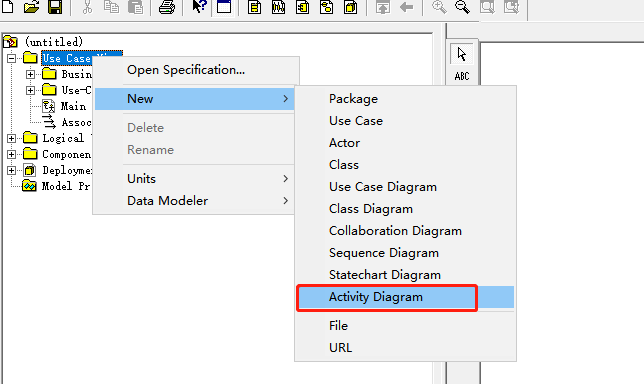 (untitled)
Use Case
Busin
Use-C
Main
Assoc
Logical
Componen
Deployme
Model Pr
Open Specification...
New
Delete
Rename
Units
Data Modeler
Package
Use Case
Actor
Class
Use Case Diagram
Class Diagram
Collaboration Diagram
Sequence Diagram
Statechart Diagram
Activity Diagram
File
URL
ABC